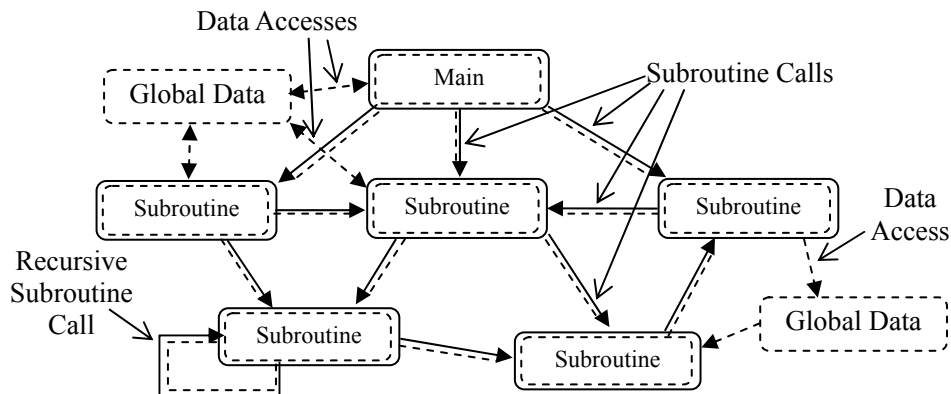 Data Accesses
Main
Subroutine Calls
Global Data
Subroutine
Subroutine
Subroutine
Data
Access
Recursive
Subroutine
Call
Subroutine
Subroutine
Global Data